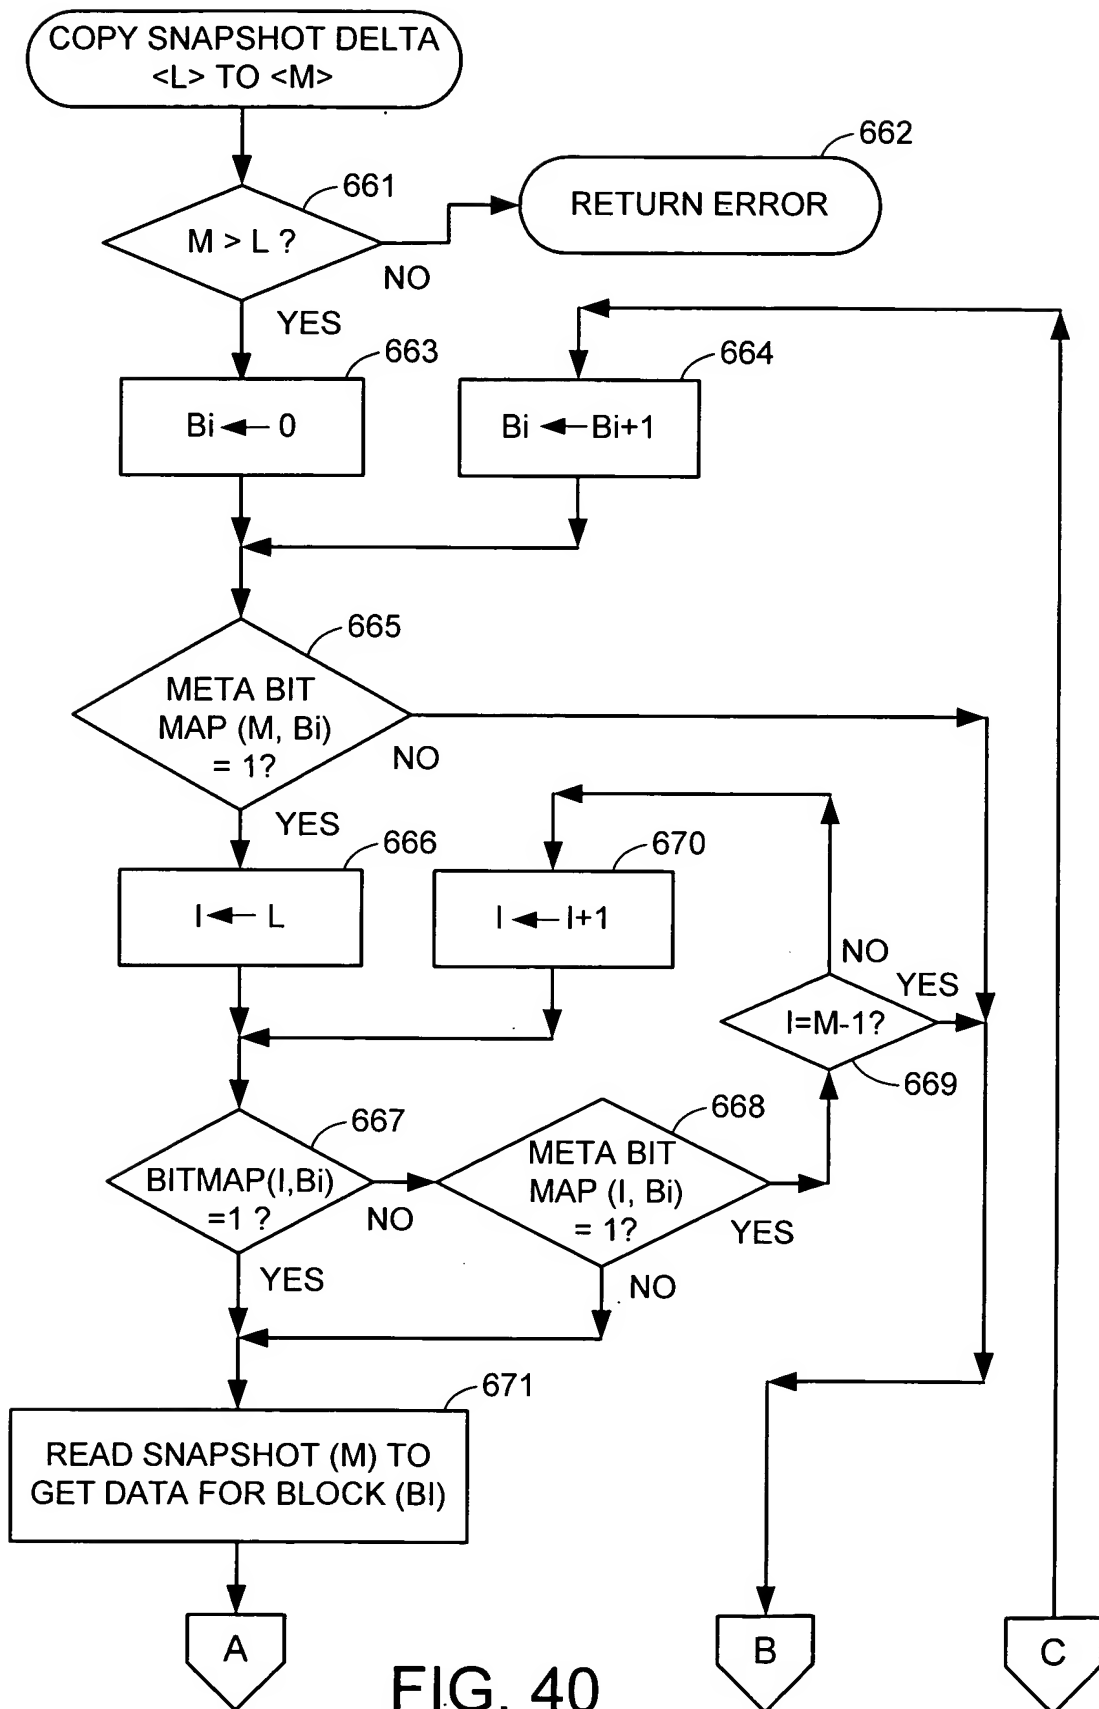 COPY SNAPSHOT DELTA
<L> TO <M>
662
661
RETURN ERROR
M > L ?
NO
YES
663
664
Bi ← 0
Bi ← Bi+1
665
META BIT
MAP (M, Bi)
= 1?
NO
YES
666
670
I ← L
I ← I+1
NO
YES
I=M-1?
669
667
668
BITMAP(I,Bi)
=1 ?
NO
META BIT
MAP (I, Bi)
= 1?
YES
YES
NO
671
READ SNAPSHOT (M) TO
GET DATA FOR BLOCK (BI)
A
B
C
FIG. 40